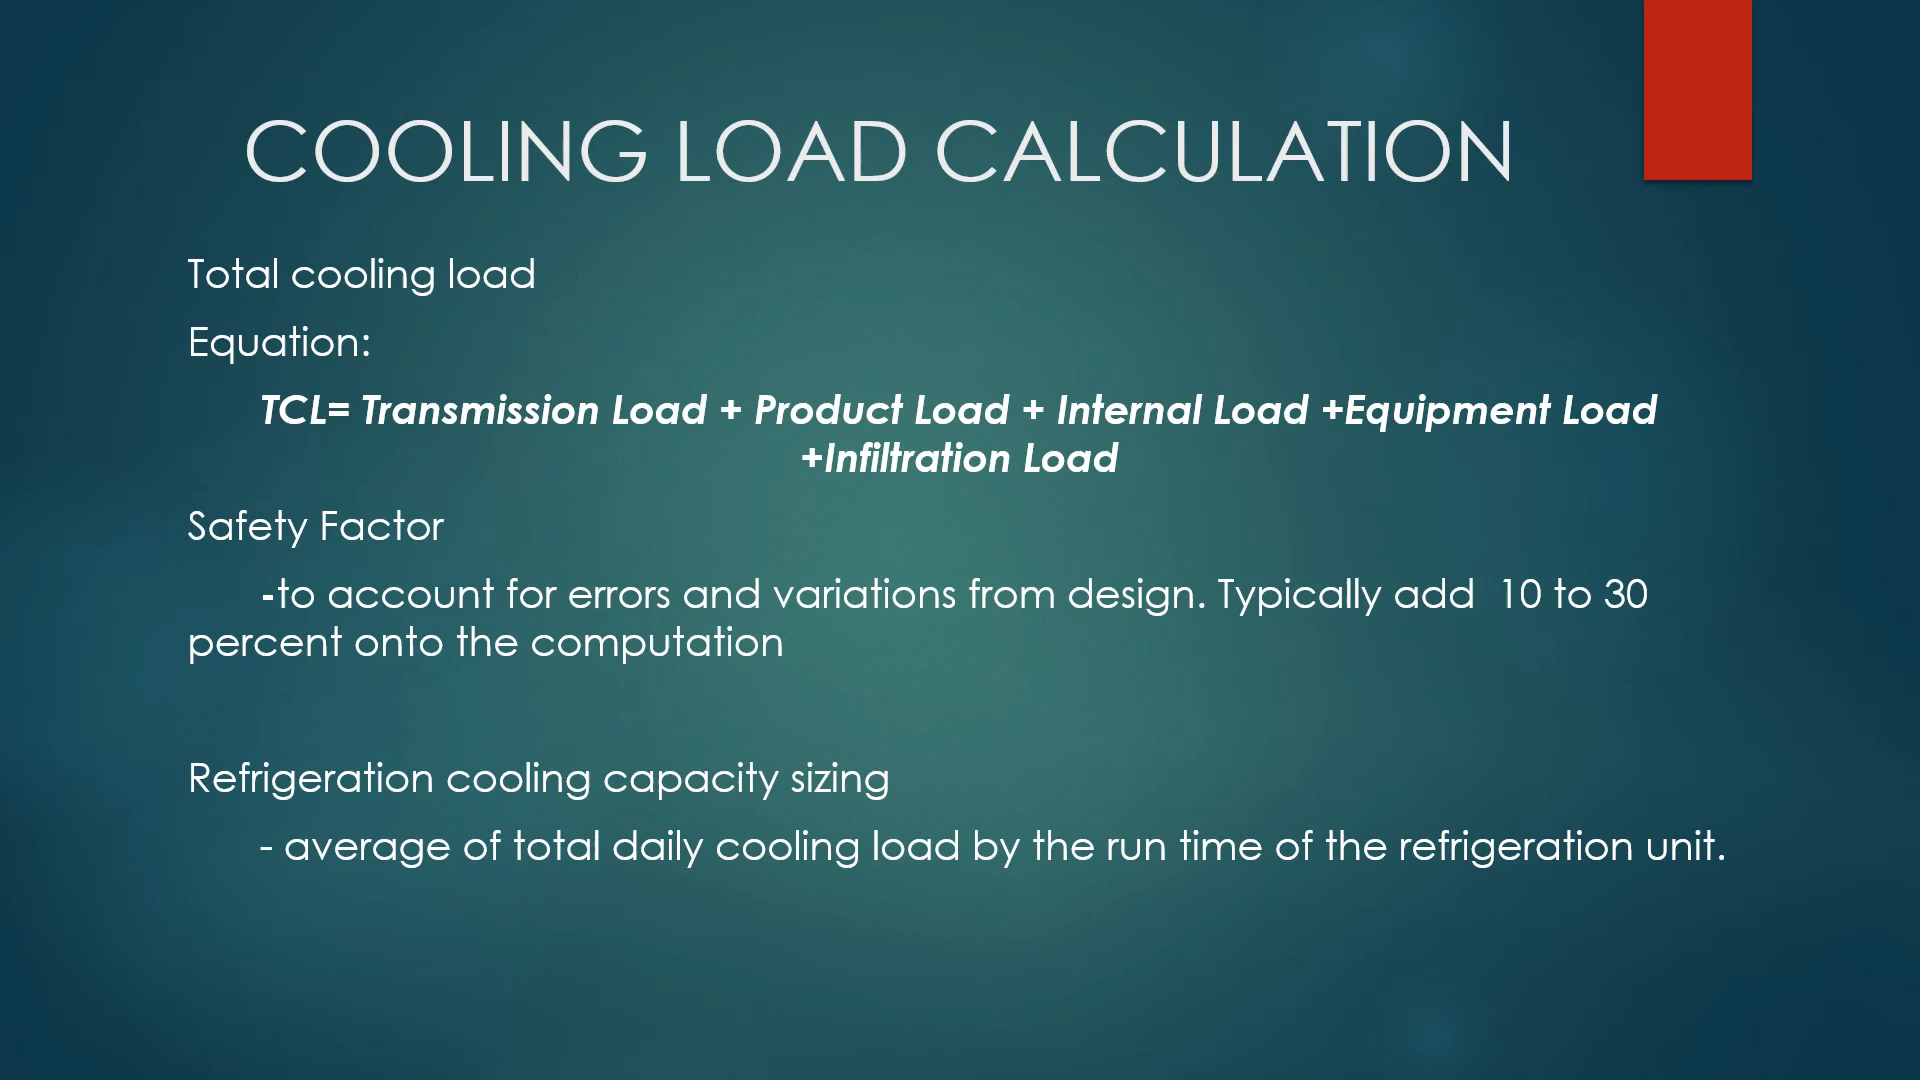 COOLING LOAD CALCULATION
Total cooling load
Equation:
TCL= Transmission Load + Product Load + Internal Load +Equipment Load
+Infiltration Load
Safety Factor
-to account for errors and variations from design. Typically add  10 to 30
percent onto the computation
Refrigeration cooling capacity sizing
- average of total daily cooling load by the run time of the refrigeration unit.